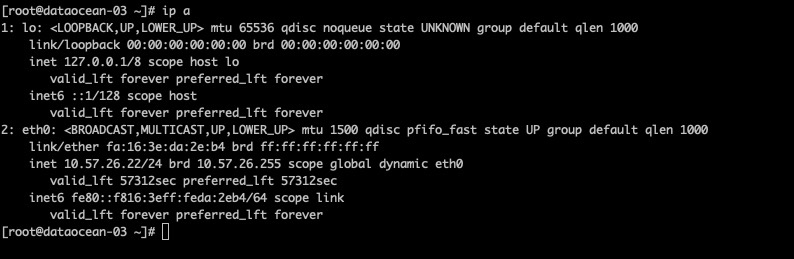 [root@dataocean-03 ~]# ip a
1: lo: <LOOPBACK,UP,LOWER_UP> mtu 65536 qdisc noqueue state UNKNOWN group default qlen 1000
    link/loopback 00:00:00:00:00:00 brd 00:00:00:00:00:00
    inet 127.0.0.1/8 scope host lo
       valid_lft forever preferred_lft forever
    inet6 ::1/128 scope host
       valid_lft forever preferred_lft forever
2: eth0: <BROADCAST,MULTICAST,UP,LOWER_UP> mtu 1500 qdisc pfifo_fast state UP group default qlen 1000
    link/ether fa:16:3e:da:2e:b4 brd ff:ff:ff:ff:ff:ff
    inet 10.57.26.22/24 brd 10.57.26.255 scope global dynamic eth0
       valid_lft 57312sec preferred_lft 57312sec
    inet6 fe80::f816:3eff:feda:2eb4/64 scope link
       valid_lft forever preferred_lft forever
[root@dataocean-03 ~]#